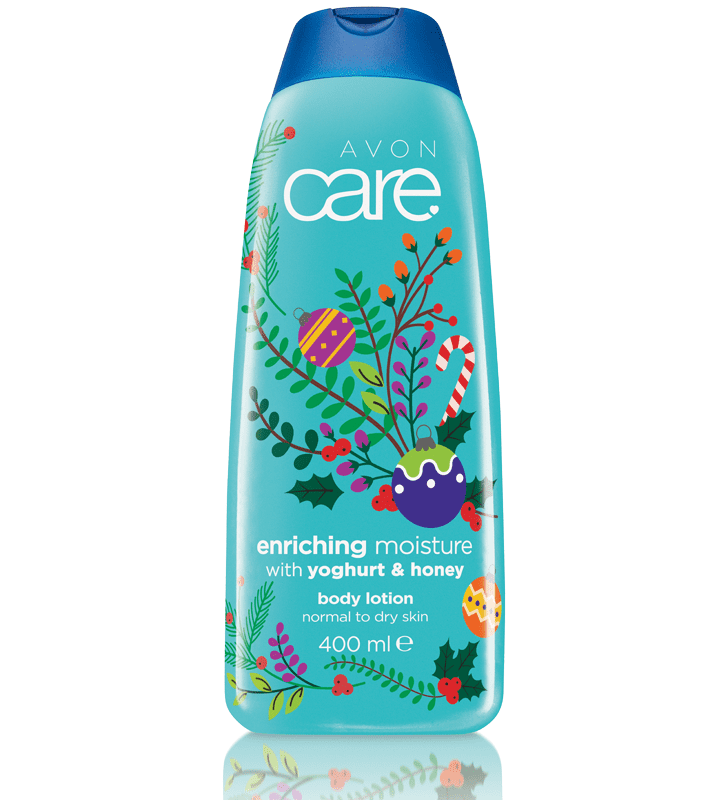 AVON
care
enriching moisture
with yoghurt & honey
body lotion
normal to dry skin
400 ml ℮